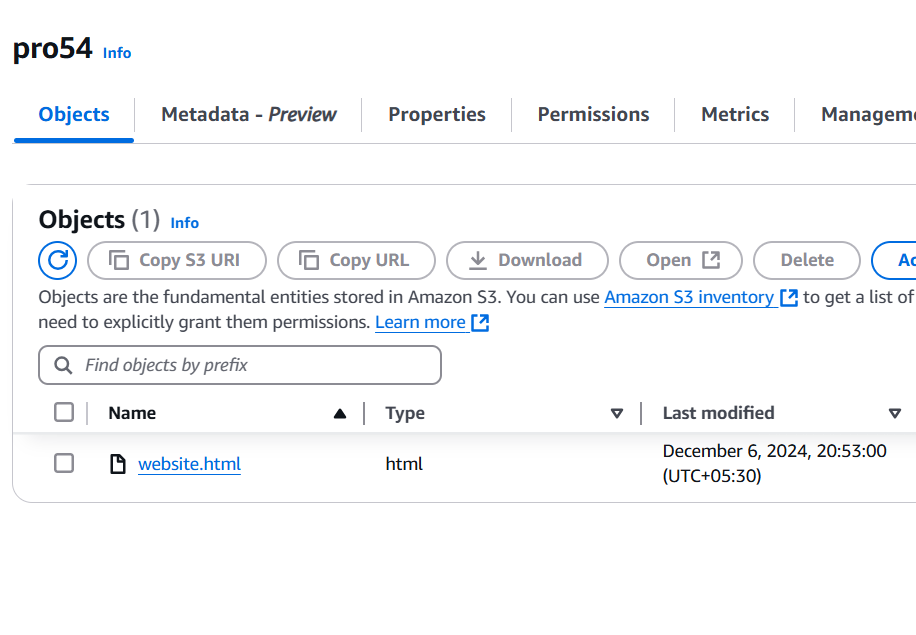 pro54 Info
Objects Metadata - Preview Properties Permissions Metrics Managem
Objects (1) Info
Copy S3 URI Copy URL Download Open Delete Ac
Objects are the fundamental entities stored in Amazon S3. You can use Amazon S3 inventory to get a list of
need to explicitly grant them permissions. Learn more
Find objects by prefix
Name Type Last modified
website.html html December 6, 2024, 20:53:00
(UTC+05:30)